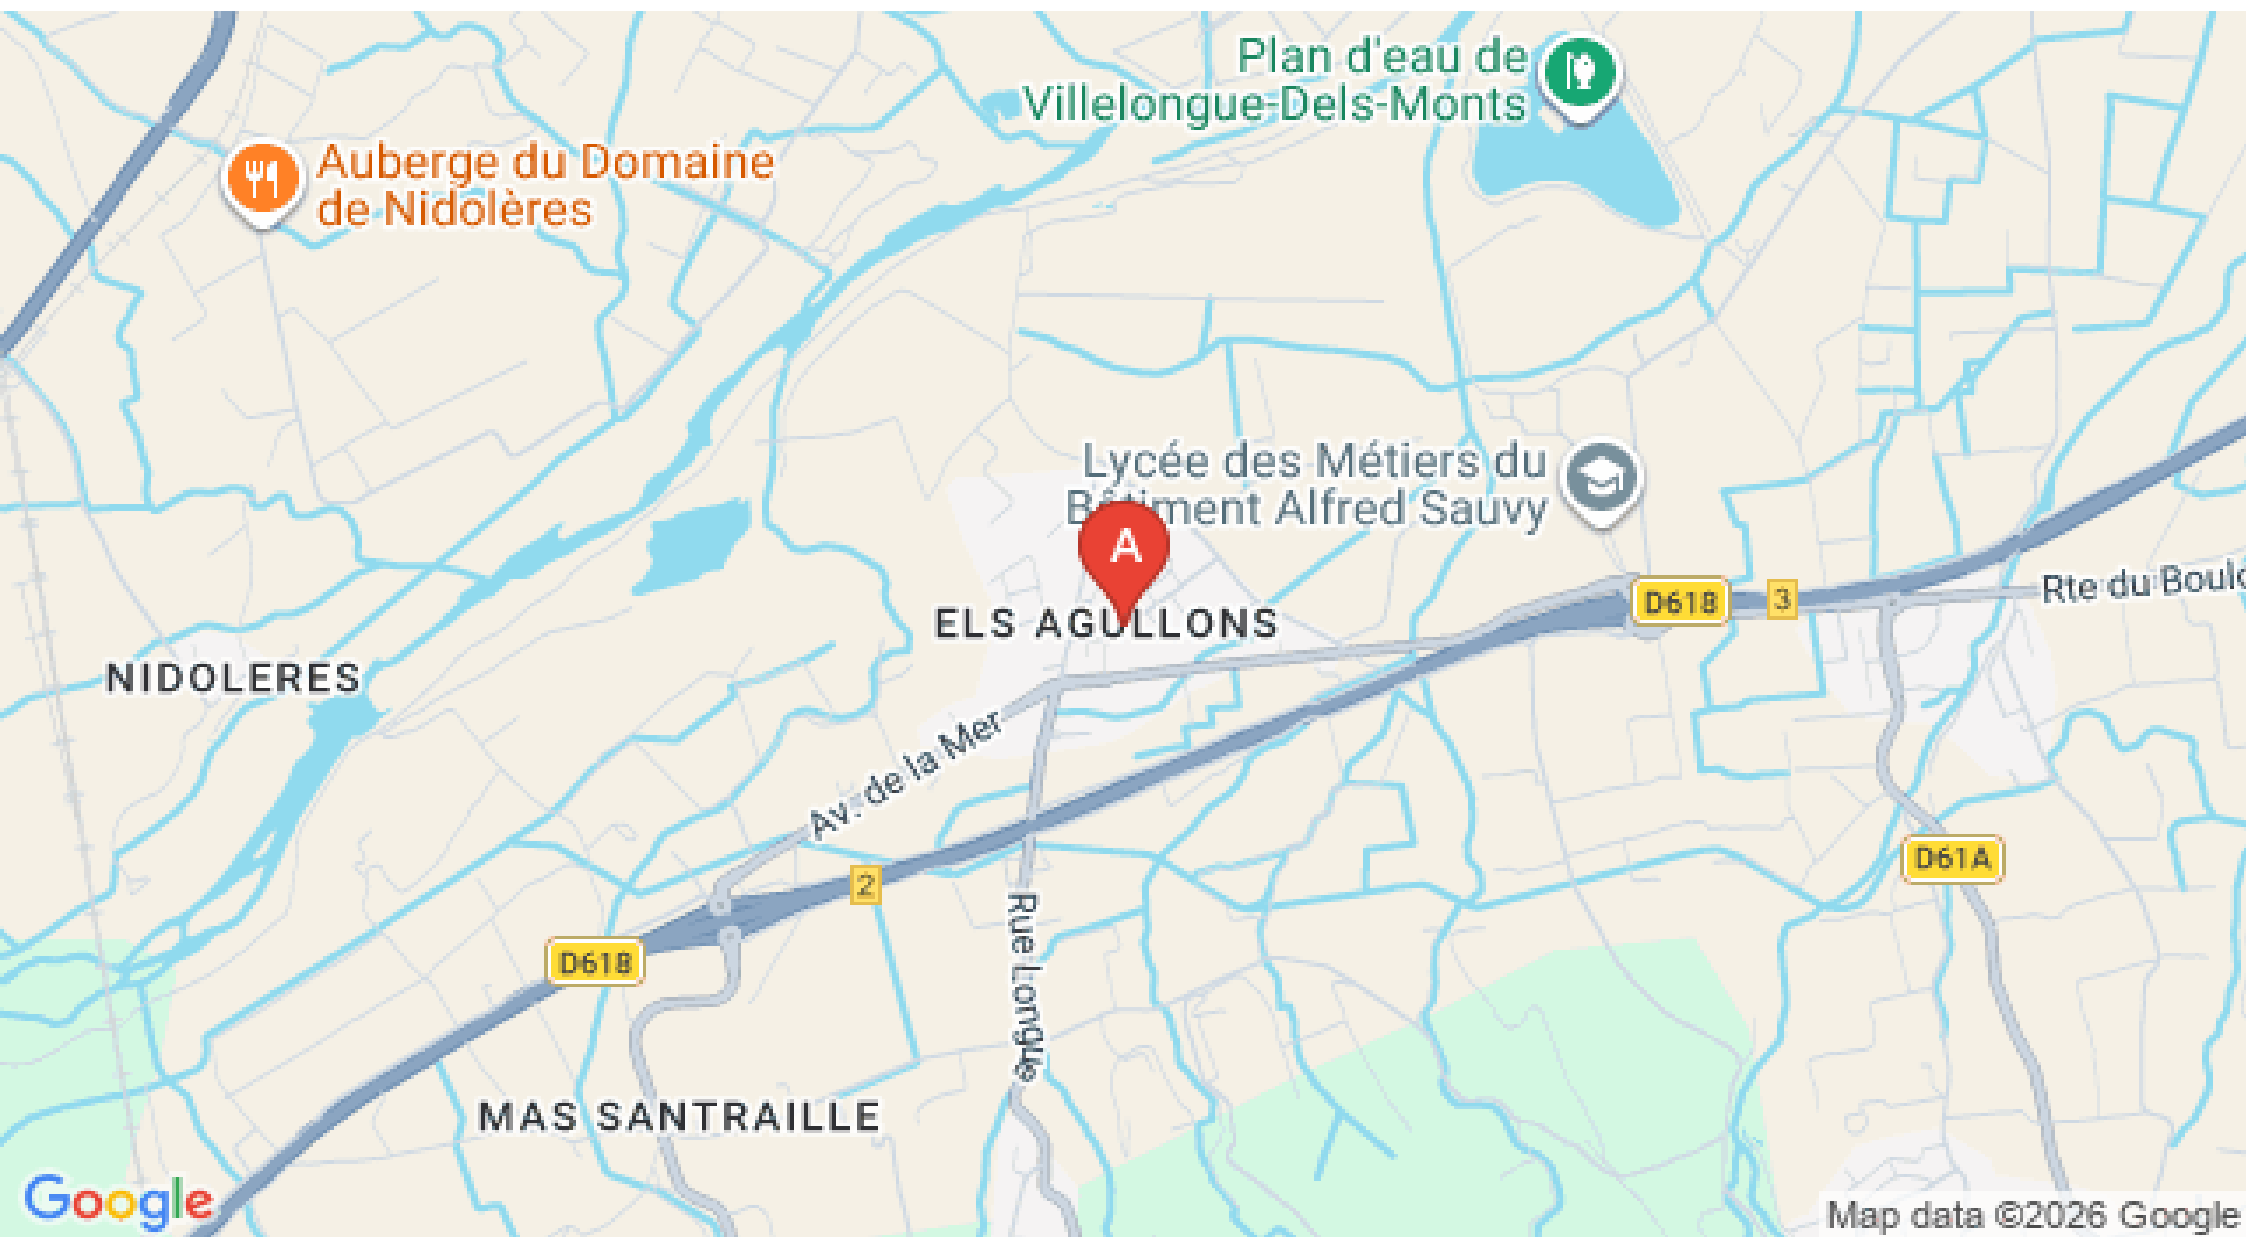 Plan d'eau de
Villelongue-Dels-Monts
Auberge du Domaine
de Nidolères
Lycée des Métiers du
Bâtiment Alfred Sauvy
A
D618
3
Rte du Boulo
ELS AGULLONS
NIDOLERES
Av. de la Mer
D61A
2
Rue Longue
D618
MAS SANTRAILLE
Google
Map data ©2026 Google